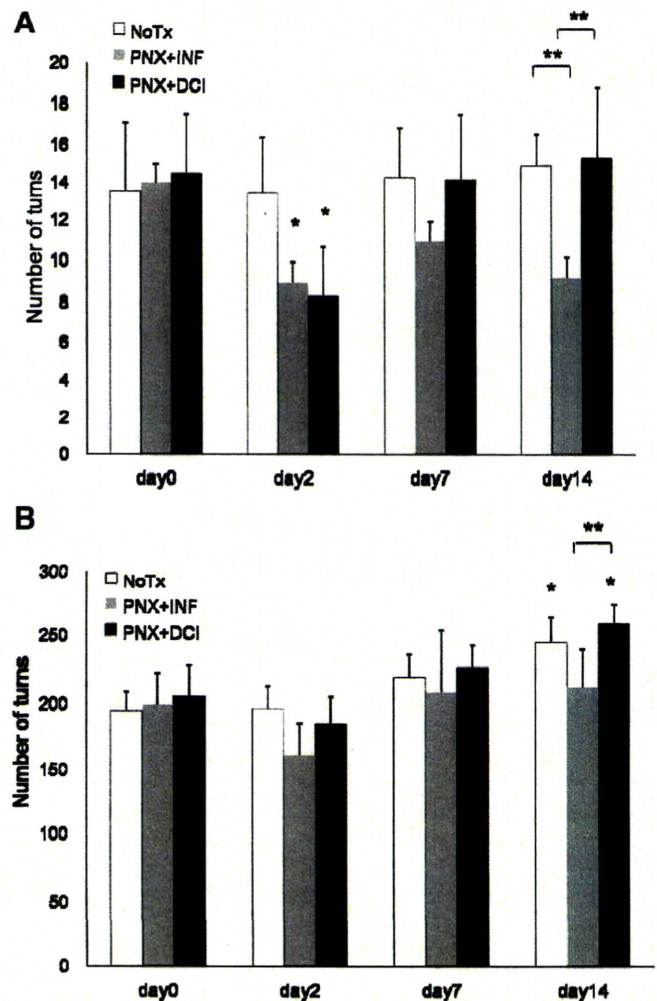 A
NoTx
PNX+INF
PNX+DCI
** **
* *
Number of turns
20
18
16
14
12
10
8
6
4
2
0
day0 day2 day7 day14
B
NoTx
PNX+INF
PNX+DCI
**
* *
Number of turns
300
250
200
150
100
50
0
day0 day2 day7 day14